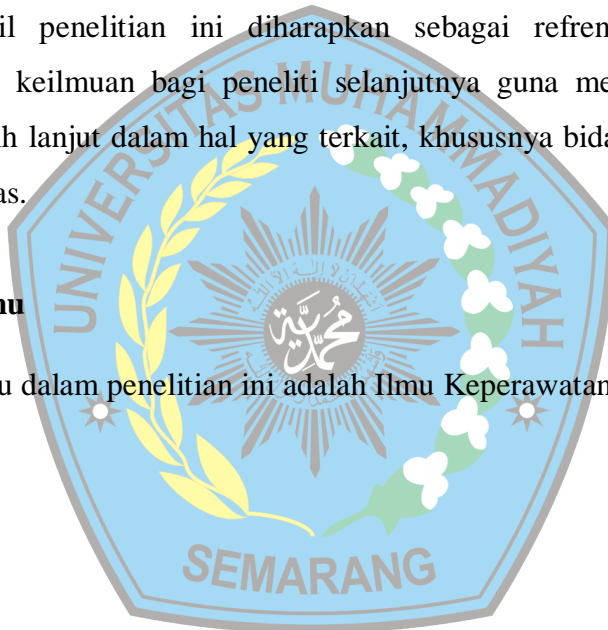 il penelitian ini diharapkan sebagai refren
keilmuan bagi peneliti selanjutnya guna me
h lanjut dalam hal yang terkait, khususnya bida
as.
nu
u dalam penelitian ini adalah Ilmu Keperawatan
UNIVERSITAS MUHAMMADIYAH
SEMARANG